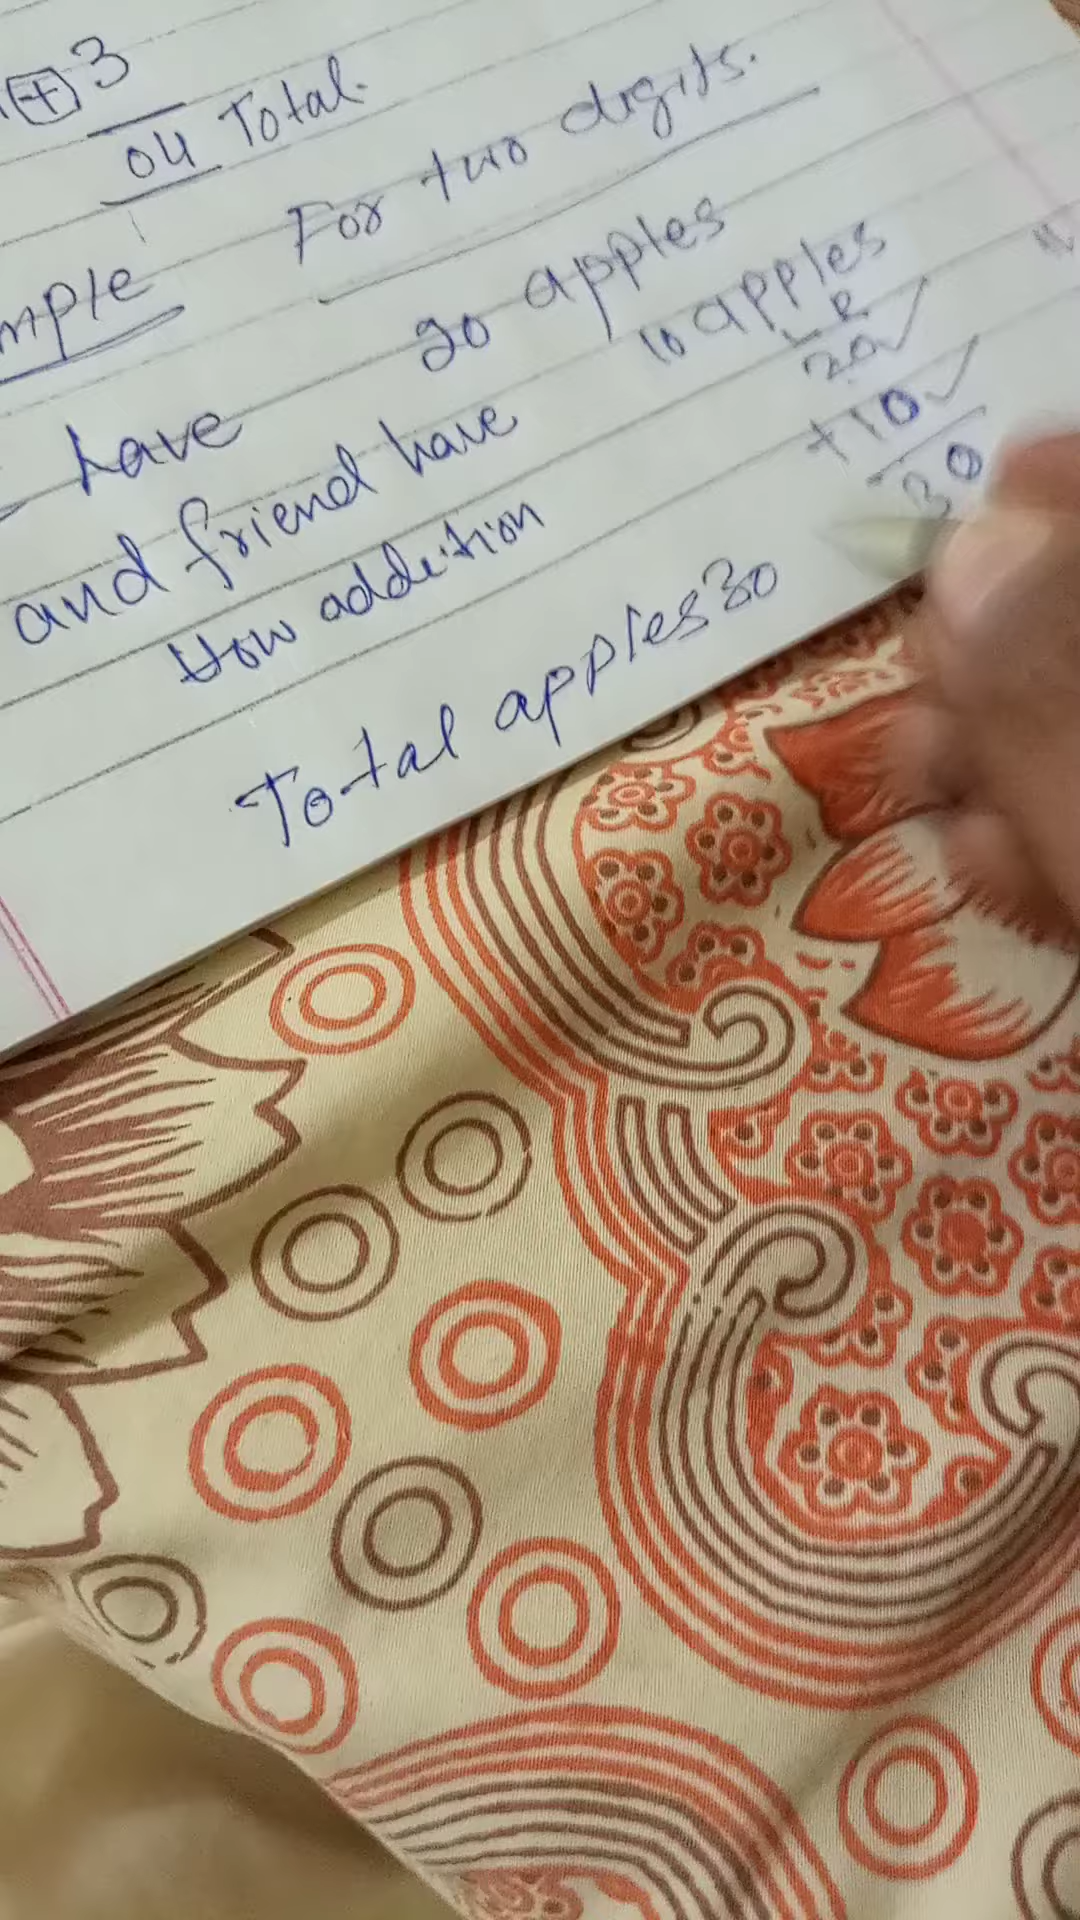 + 3
04 Total.
mple For two digits.
have 20 apples
and friend have 10 apples
How addition
L R
20 ✓
+10 ✓
30
Total apples 30